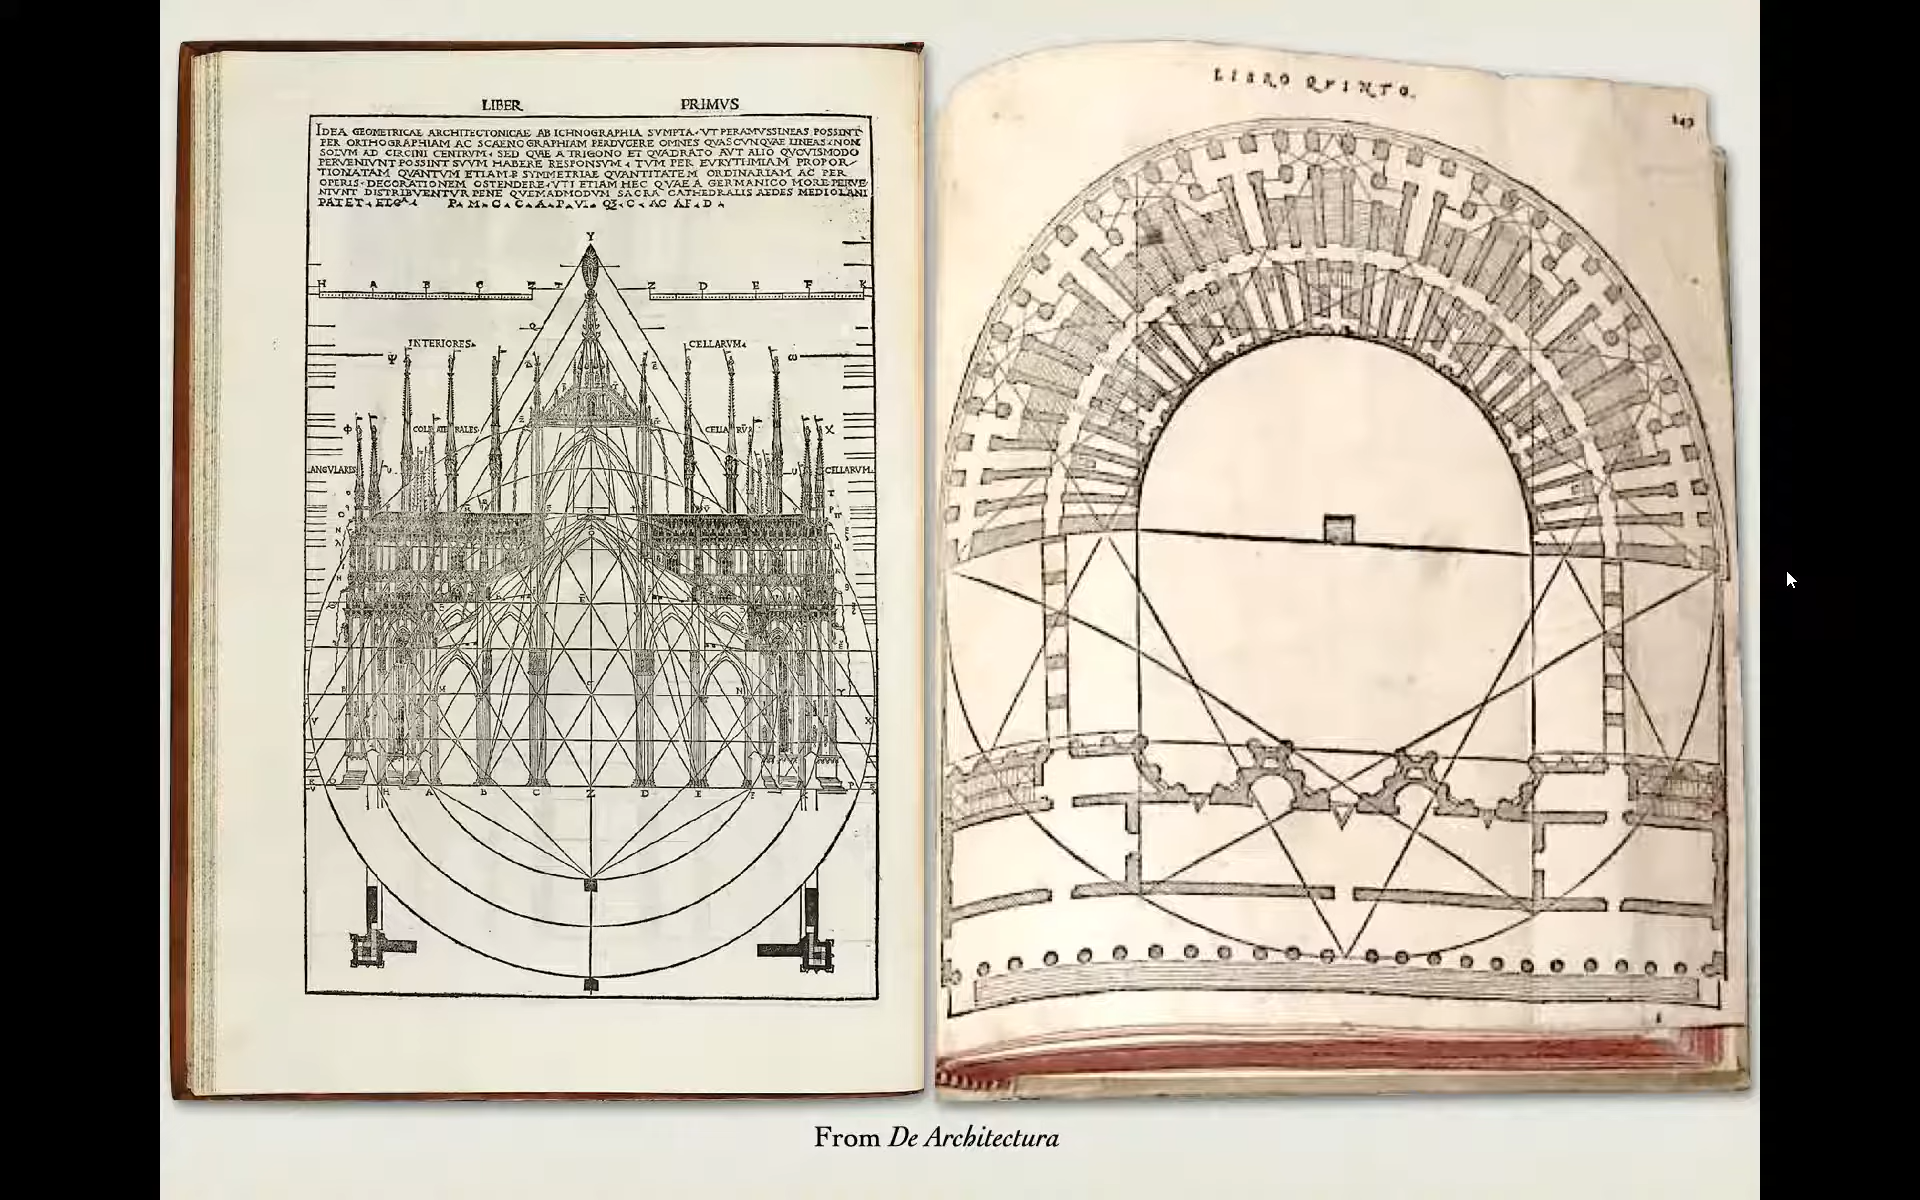 LIBER PRIMVS
IDEA GEOMETRICAE ARCHITECTONICAE AB ICHNOGRAPHIA SVMPTA · VT PERAMVSSINEAS POSSINT
PER ORTHOGRAPHIAM AC SCAENOGRAPHIAM PERDVCERE OMNES QVASCVNQVAE LINEAS · NON
SOLVM AD CIRCINI CENTRVM · SED QVAE A TRIGONO ET QVADRATO AVT ALIO QVOVISMODO
PERVENIVNT POSSINT SVVM HABERE RESPONSVM · TVM PER EVRYTHMIAM PROPOR
TIONATAM QVANTVM ETIAM P SYMMETRIAE QVANTITATEM ORDINARIAM AC PER
OPERIS · DECORATIONEM OSTENDERE · VTI ETIAM HEC QVAE A GERMANICO MORE PERVE
NIVNT DISTRIBVENTVR PENE QVEMADMODVM SACRA CATHEDRALIS AEDES MEDIOLANI
PATET
Y
H A B C Z T Z D E F K
INTERIORES CELLARVM
Ψ ω
COLATERALES CELLARV
Φ X
ANGVLARES CELLARVM
M N
H A B C Z D E F
LIBRO QVINTO.
243
From De Architectura